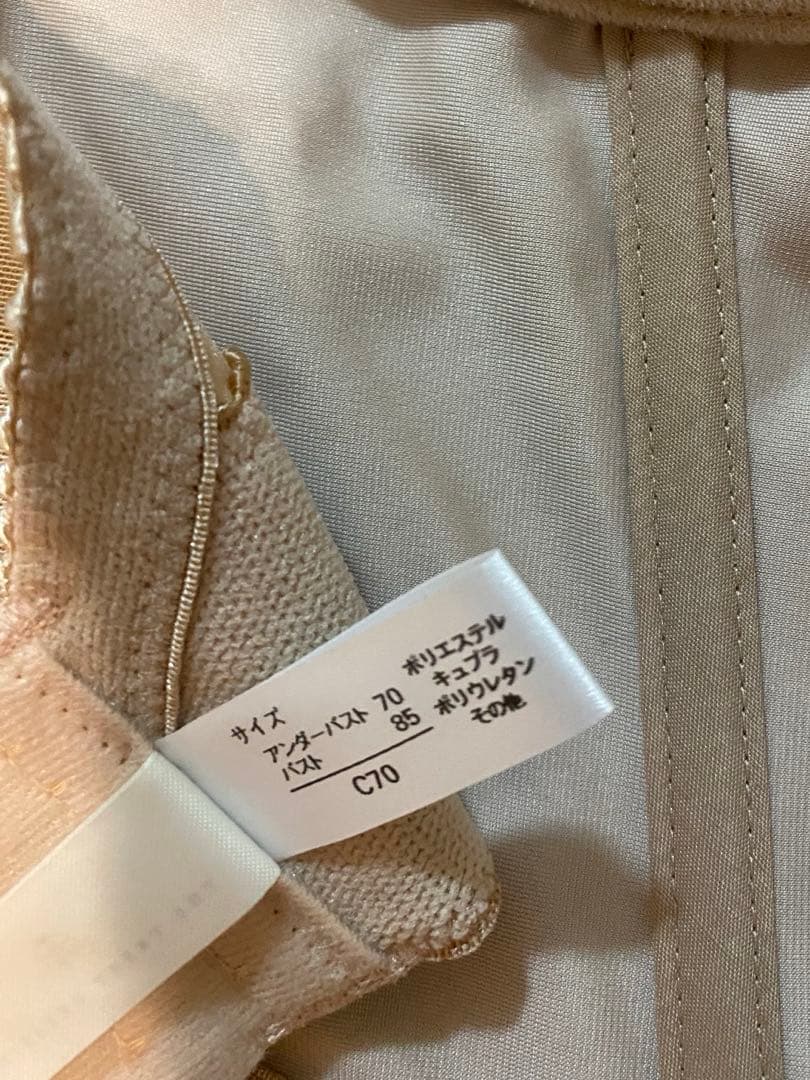 サイズ
アンダーバスト 70
バスト 85
C70
ポリエステル
キュプラ
ポリウレタン
その他